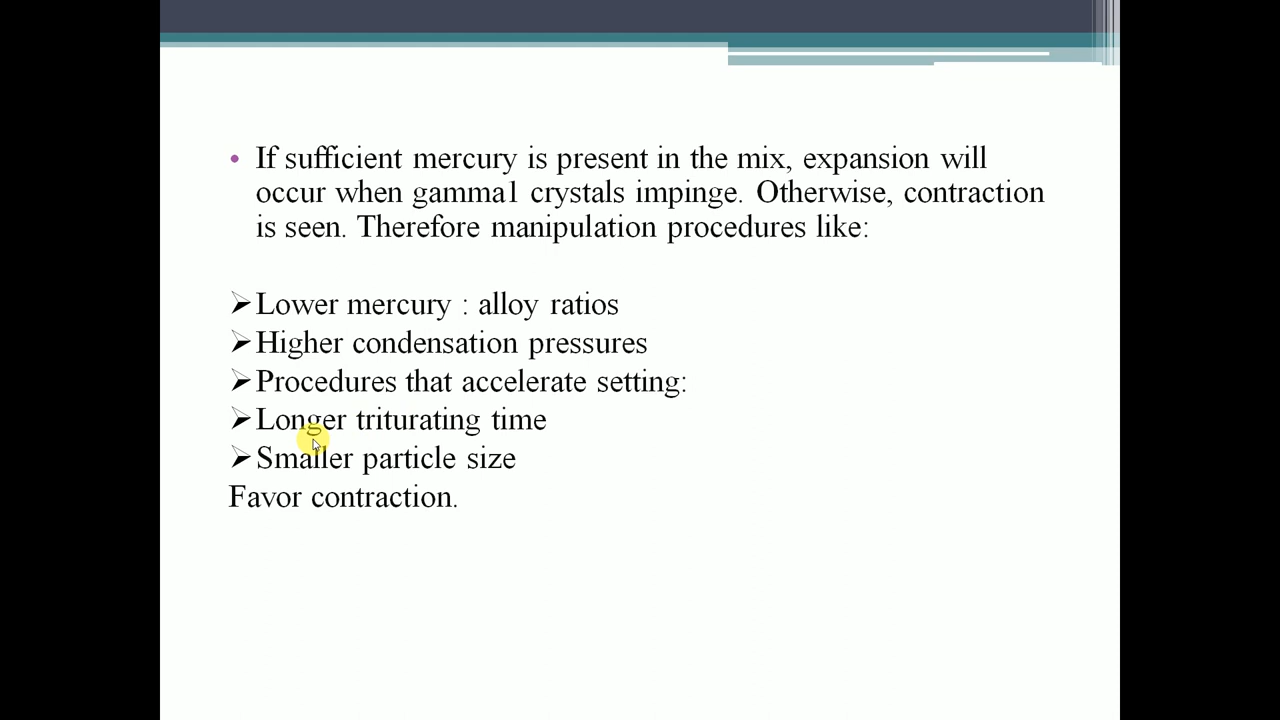 • If sufficient mercury is present in the mix, expansion will
occur when gamma1 crystals impinge. Otherwise, contraction
is seen. Therefore manipulation procedures like:
➢Lower mercury : alloy ratios
➢Higher condensation pressures
➢Procedures that accelerate setting:
➢Longer triturating time
➢Smaller particle size
Favor contraction.